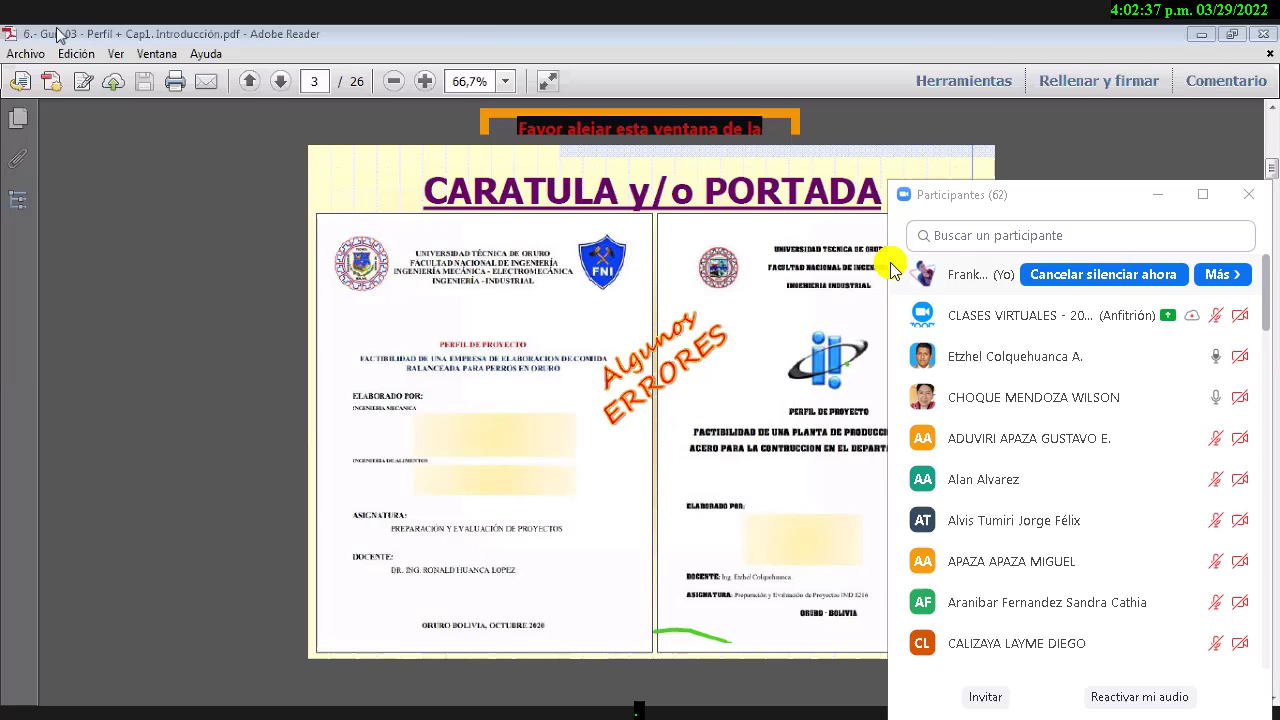 4:02:37 p.m. 03/29/2022
6.- Guía03 - Perfil + Cap1. Introducción.pdf - Adobe Reader
Archivo Edición Ver Ventana Ayuda
3 / 26 66,7% Herramientas Rellenar y firmar Comentario
Favor alejar esta ventana de la
CARATULA y/o PORTADA
UNIVERSIDAD TÉCNICA DE ORURO
FACULTAD NACIONAL DE INGENIERÍA
INGENIERÍA MECÁNICA - ELECTROMECÁNICA
INGENIERÍA -INDUSTRIAL
FNI
PERFIL DE PROYECTO
FACTIBILIDAD DE UNA EMPRESA DE ELABORACION DE COMIDA
BALANCEADA PARA PERROS EN ORURO
ELABORADO POR:
INGENIERIA MECANICA
INGENIERIA DE ALIMENTOS
ASIGNATURA:
PREPARACIÓN Y EVALUACIÓN DE PROYECTOS
DOCENTE:
DR. ING. RONALD HUANCA LOPEZ
ORURO BOLIVIA, OCTUBRE 2020
Algunos
ERRORES
UNIVERSIDAD TECNICA DE ORU
FACULTAD NACIONAL DE INGENIE
INGENIERIA INDUSTRIAL
PERFIL DE PROYECTO
FACTIBILIDAD DE UNA PLANTA DE PRODUCCI
ACERO PARA LA CONTRUCCION EN EL DEPART
ELABORADO POR:
DOCENTE: Ing. Etzhel Colquehuanca
ASIGNATURA: Preparación y Evaluación de Proyectos IND 3216
ORURO - BOLIVIA
Participantes (62)
Buscar un participante
Frank... (Yo) Cancelar silenciar ahora Más
CLASES VIRTUALES - 20... (Anfitrión)
Etzhel Colquehuanca A.
CHOQUE MENDOZA WILSON
AA ADUVIRI APAZA GUSTAVO E.
AA Alan Alvarez
AT Alvis Tumiri Jorge Félix
AA APAZA APAZA MIGUEL
AF Aranibar Fernandez Sandra Cathia
CL CALIZAYA LAYME DIEGO
Invitar Reactivar mi audio